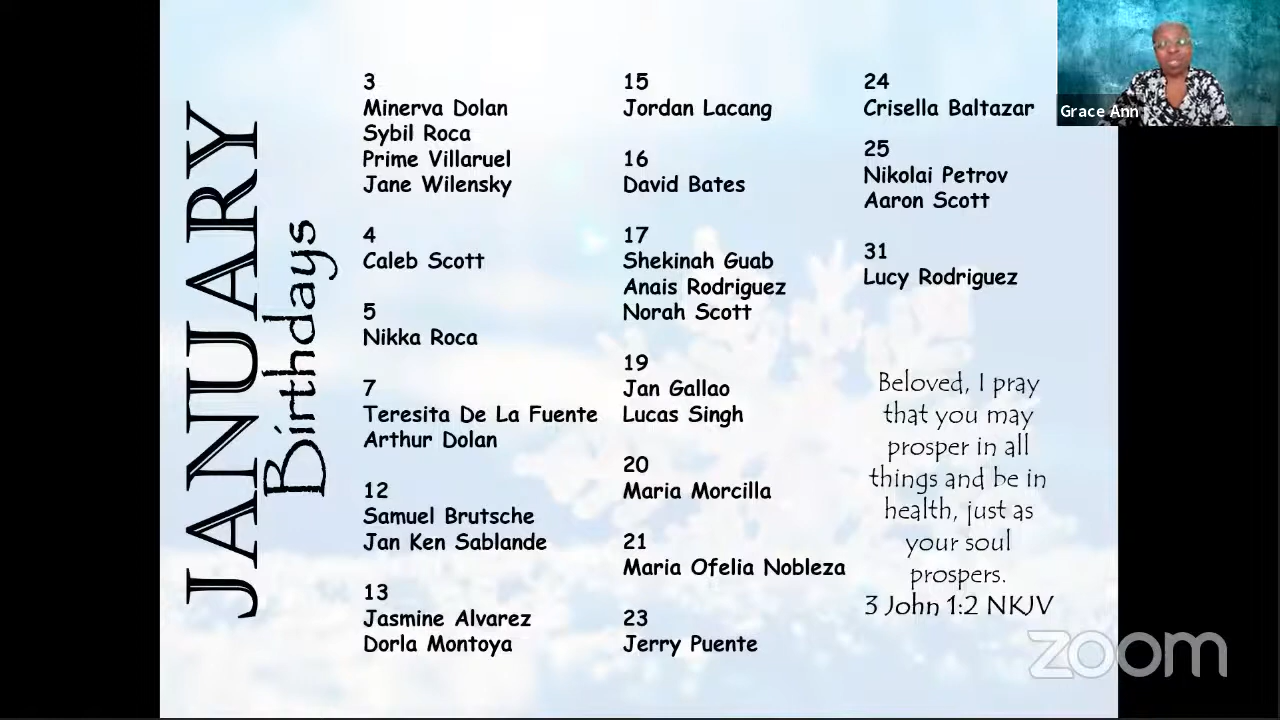 JANUARY
Birthdays
3
Minerva Dolan
Sybil Roca
Prime Villaruel
Jane Wilensky
4
Caleb Scott
5
Nikka Roca
7
Teresita De La Fuente
Arthur Dolan
12
Samuel Brutsche
Jan Ken Sablande
13
Jasmine Alvarez
Dorla Montoya
15
Jordan Lacang
16
David Bates
17
Shekinah Guab
Anais Rodriguez
Norah Scott
19
Jan Gallao
Lucas Singh
20
Maria Morcilla
21
Maria Ofelia Nobleza
23
Jerry Puente
24
Crisella Baltazar
25
Nikolai Petrov
Aaron Scott
31
Lucy Rodriguez
Beloved, I pray
that you may
prosper in all
things and be in
health, just as
your soul
prospers.
3 John 1:2 NKJV
Grace Ann
zoom